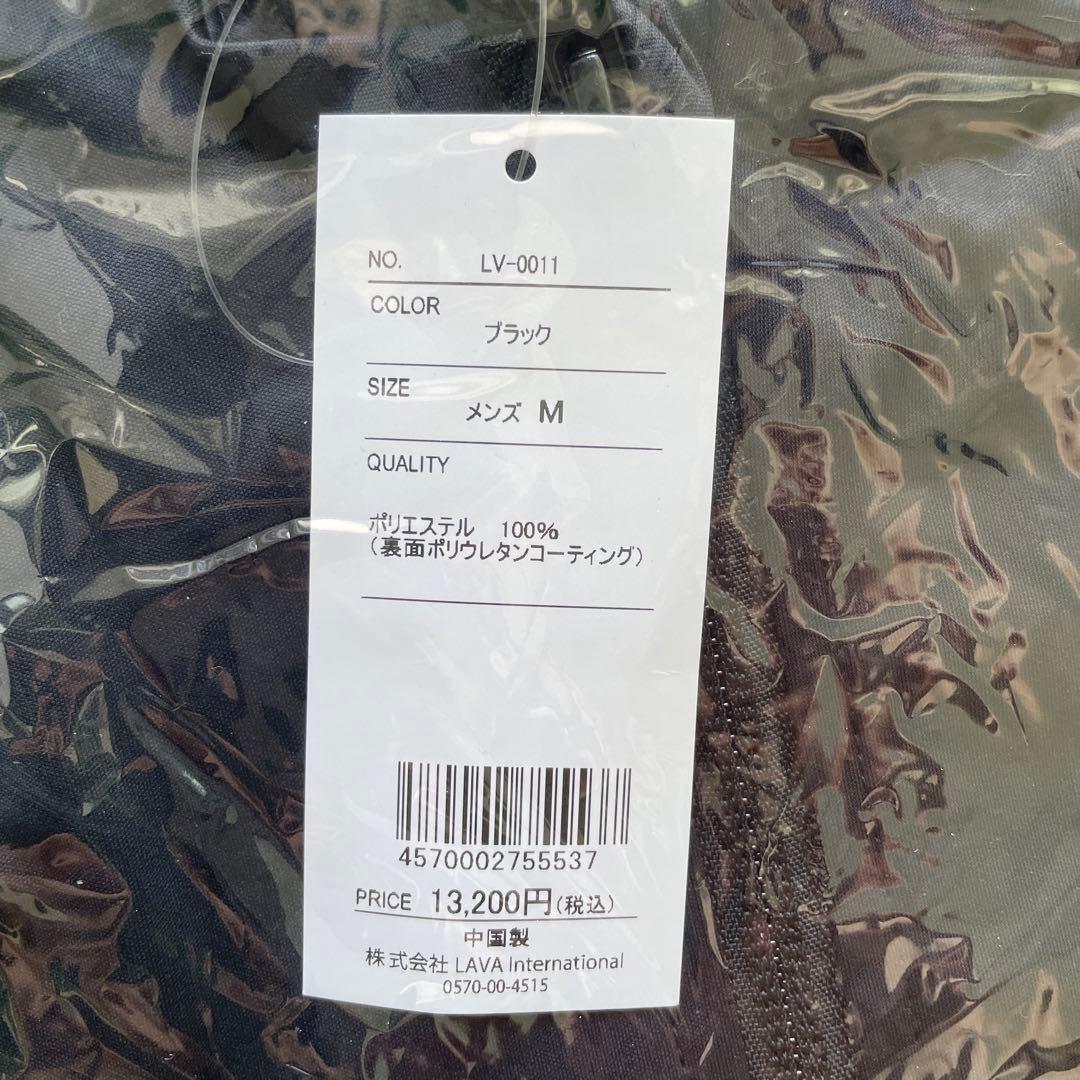 NO. LV-0011
COLOR
ブラック
SIZE
メンズ M
QUALITY
ポリエステル 100%
（裏面ポリウレタンコーティング）
4570002755537
PRICE 13,200円(税込)
中国製
株式会社 LAVA International
0570-00-4515